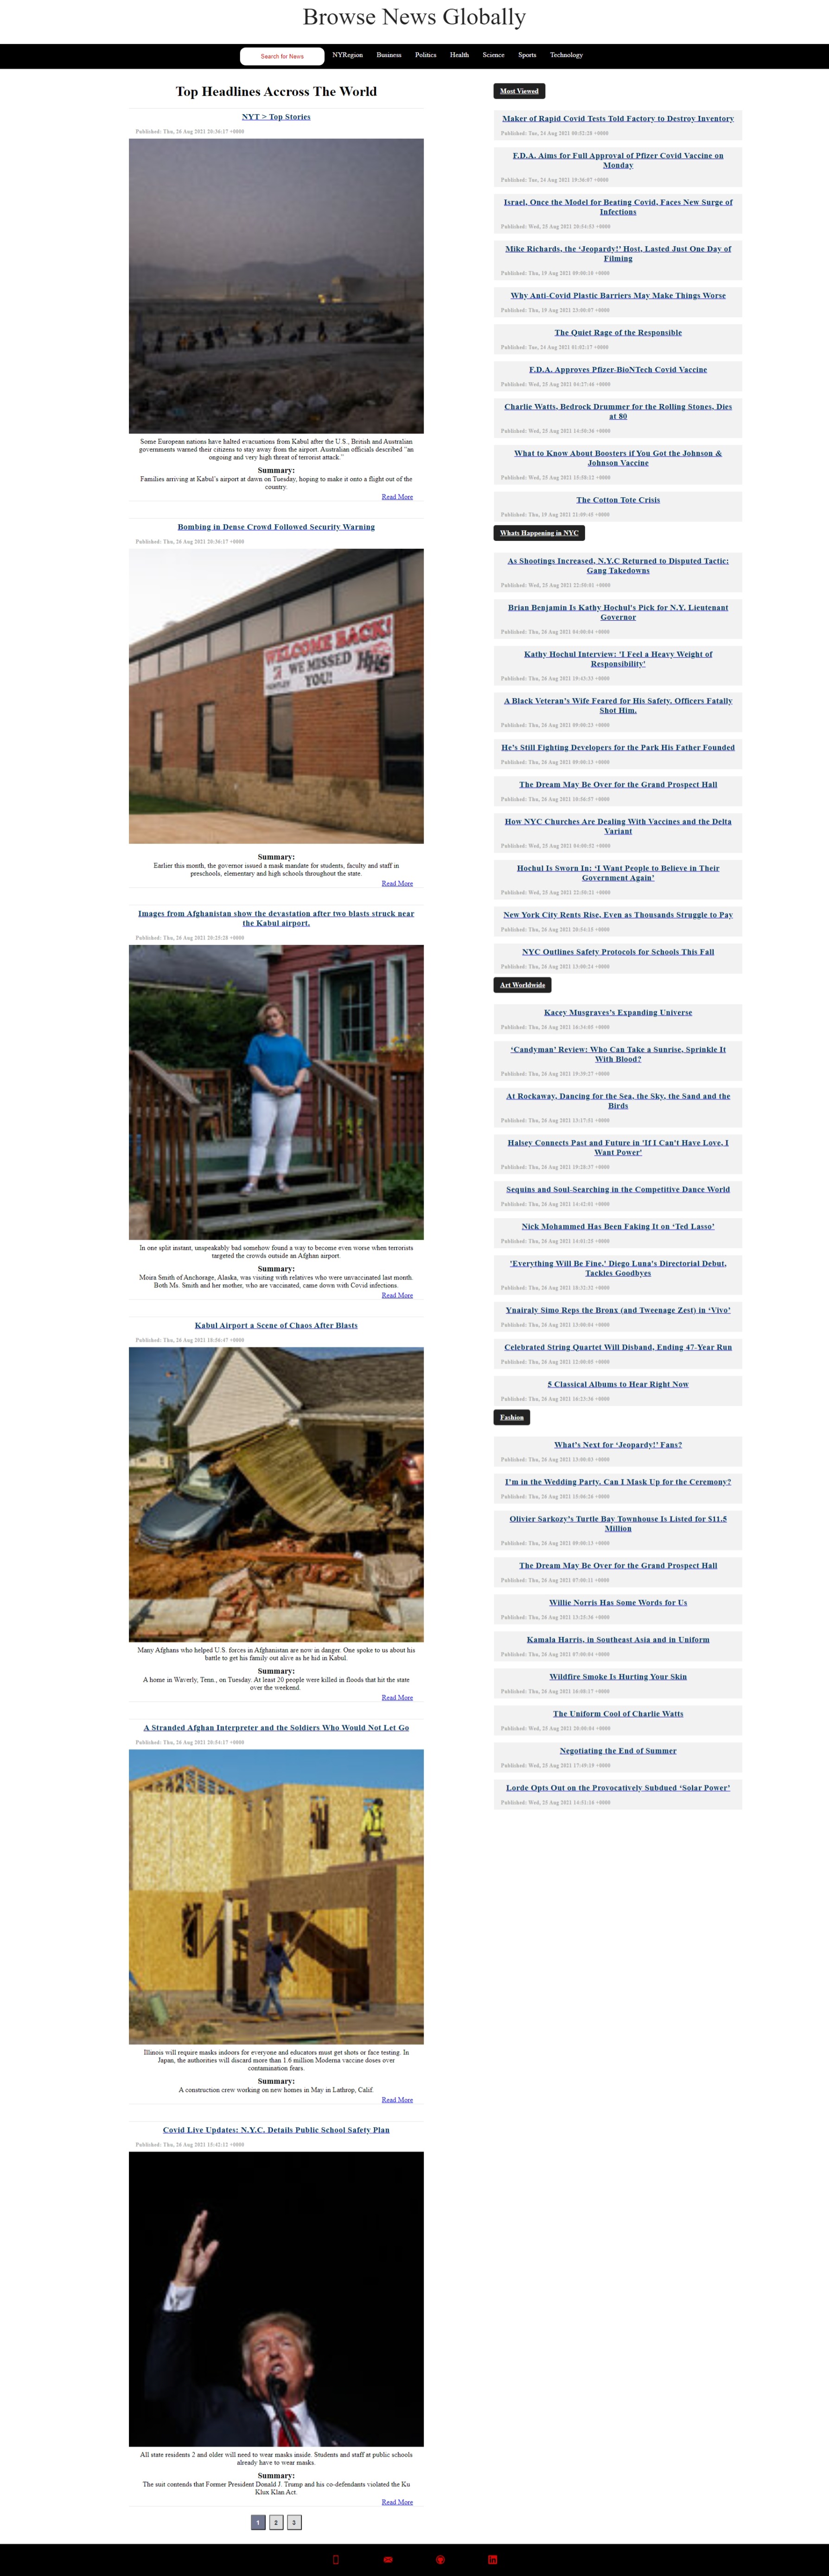 Browse News Globally
Search for News
NYRegion
Business
Politics
Health
Science
Sports
Technology
Top Headlines Accross The World
NYT > Top Stories
Published: Thu, 26 Aug 2021 20:36:17 +0000
Some European nations have halted evacuations from Kabul after the U.S., British and Australian
governments warned their citizens to stay away from the airport. Australian officials described “an
ongoing and very high threat of terrorist attack.”
Summary:
Families arriving at Kabul’s airport at dawn on Tuesday, hoping to make it onto a flight out of the
country.
Read More
Bombing in Dense Crowd Followed Security Warning
Published: Thu, 26 Aug 2021 20:36:17 +0000
WELCOME BACK!
WE MISSED
YOU!
PHS
Summary:
Earlier this month, the governor issued a mask mandate for students, faculty and staff in
preschools, elementary and high schools throughout the state.
Read More
Images from Afghanistan show the devastation after two blasts struck near
the Kabul airport.
Published: Thu, 26 Aug 2021 20:25:28 +0000
In one split instant, unspeakably bad somehow found a way to become even worse when terrorists
targeted the crowds outside an Afghan airport.
Summary:
Moira Smith of Anchorage, Alaska, was visiting with relatives who were unvaccinated last month.
Both Ms. Smith and her mother, who are vaccinated, came down with Covid infections.
Read More
Kabul Airport a Scene of Chaos After Blasts
Published: Thu, 26 Aug 2021 18:56:47 +0000
Many Afghans who helped U.S. forces in Afghanistan are now in danger. One spoke to us about his
battle to get his family out alive as he hid in Kabul.
Summary:
A home in Waverly, Tenn., on Tuesday. At least 20 people were killed in floods that hit the state
over the weekend.
Read More
A Stranded Afghan Interpreter and the Soldiers Who Would Not Let Go
Published: Thu, 26 Aug 2021 20:54:17 +0000
Illinois will require masks indoors for everyone and educators must get shots or face testing. In
Japan, the authorities will discard more than 1.6 million Moderna vaccine doses over
contamination fears.
Summary:
A construction crew working on new homes in May in Lathrop, Calif.
Read More
Covid Live Updates: N.Y.C. Details Public School Safety Plan
Published: Thu, 26 Aug 2021 15:42:12 +0000
All state residents 2 and older will need to wear masks inside. Students and staff at public schools
already have to wear masks.
Summary:
The suit contends that Former President Donald J. Trump and his co-defendants violated the Ku
Klux Klan Act.
Read More
1
2
3
Most Viewed
Maker of Rapid Covid Tests Told Factory to Destroy Inventory
Published: Tue, 24 Aug 2021 09:52:28 +0000
F.D.A. Aims for Full Approval of Pfizer Covid Vaccine on
Monday
Published: Tue, 24 Aug 2021 19:36:07 +0000
Israel, Once the Model for Beating Covid, Faces New Surge of
Infections
Published: Wed, 25 Aug 2021 20:54:53 +0000
Mike Richards, the ‘Jeopardy!’ Host, Lasted Just One Day of
Filming
Published: Thu, 19 Aug 2021 09:00:18 +0000
Why Anti-Covid Plastic Barriers May Make Things Worse
Published: Thu, 19 Aug 2021 23:00:07 +0000
The Quiet Rage of the Responsible
Published: Tue, 24 Aug 2021 01:02:17 +0000
F.D.A. Approves Pfizer-BioNTech Covid Vaccine
Published: Wed, 25 Aug 2021 04:27:46 +0000
Charlie Watts, Bedrock Drummer for the Rolling Stones, Dies
at 80
Published: Wed, 25 Aug 2021 14:59:36 +0000
What to Know About Boosters if You Got the Johnson &
Johnson Vaccine
Published: Wed, 25 Aug 2021 15:58:12 +0000
The Cotton Tote Crisis
Published: Thu, 19 Aug 2021 21:09:45 +0000
Whats Happening in NYC
As Shootings Increased, N.Y.C Returned to Disputed Tactic:
Gang Takedowns
Published: Wed, 25 Aug 2021 22:50:01 +0000
Brian Benjamin Is Kathy Hochul’s Pick for N.Y. Lieutenant
Governor
Published: Thu, 26 Aug 2021 04:00:04 +0000
Kathy Hochul Interview: 'I Feel a Heavy Weight of
Responsibility'
Published: Thu, 26 Aug 2021 19:43:33 +0000
A Black Veteran’s Wife Feared for His Safety. Officers Fatally
Shot Him.
Published: Thu, 26 Aug 2021 09:00:23 +0000
He’s Still Fighting Developers for the Park His Father Founded
Published: Thu, 26 Aug 2021 09:00:15 +0000
The Dream May Be Over for the Grand Prospect Hall
Published: Thu, 26 Aug 2021 10:56:57 +0000
How NYC Churches Are Dealing With Vaccines and the Delta
Variant
Published: Wed, 25 Aug 2021 04:00:52 +0000
Hochul Is Sworn In: ‘I Want People to Believe in Their
Government Again’
Published: Wed, 25 Aug 2021 22:50:21 +0000
New York City Rents Rise, Even as Thousands Struggle to Pay
Published: Thu, 26 Aug 2021 20:54:15 +0000
NYC Outlines Safety Protocols for Schools This Fall
Published: Thu, 26 Aug 2021 15:00:24 +0000
Art Worldwide
Kacey Musgraves’s Expanding Universe
Published: Thu, 26 Aug 2021 16:54:05 +0000
‘Candyman’ Review: Who Can Take a Sunrise, Sprinkle It
With Blood?
Published: Thu, 26 Aug 2021 19:39:27 +0000
At Rockaway, Dancing for the Sea, the Sky, the Sand and the
Birds
Published: Thu, 26 Aug 2021 15:17:51 +0000
Halsey Connects Past and Future in 'If I Can't Have Love, I
Want Power'
Published: Thu, 26 Aug 2021 19:28:37 +0000
Sequins and Soul-Searching in the Competitive Dance World
Published: Thu, 26 Aug 2021 14:42:01 +0000
Nick Mohammed Has Been Faking It on ‘Ted Lasso’
Published: Thu, 26 Aug 2021 14:01:25 +0000
'Everything Will Be Fine,' Diego Luna's Directorial Debut,
Tackles Goodbyes
Published: Thu, 26 Aug 2021 18:32:32 +0000
Ynairaly Simo Reps the Bronx (and Tweenage Zest) in ‘Vivo’
Published: Thu, 26 Aug 2021 15:00:04 +0000
Celebrated String Quartet Will Disband, Ending 47-Year Run
Published: Thu, 26 Aug 2021 12:00:05 +0000
5 Classical Albums to Hear Right Now
Published: Thu, 26 Aug 2021 16:23:36 +0000
Fashion
What’s Next for ‘Jeopardy!’ Fans?
Published: Thu, 26 Aug 2021 15:00:03 +0000
I’m in the Wedding Party. Can I Mask Up for the Ceremony?
Published: Thu, 26 Aug 2021 15:06:26 +0000
Olivier Sarkozy’s Turtle Bay Townhouse Is Listed for $11.5
Million
Published: Thu, 26 Aug 2021 09:00:13 +0000
The Dream May Be Over for the Grand Prospect Hall
Published: Thu, 26 Aug 2021 07:00:11 +0000
Willie Norris Has Some Words for Us
Published: Thu, 26 Aug 2021 13:25:36 +0000
Kamala Harris, in Southeast Asia and in Uniform
Published: Thu, 26 Aug 2021 07:00:04 +0000
Wildfire Smoke Is Hurting Your Skin
Published: Thu, 26 Aug 2021 16:08:17 +0000
The Uniform Cool of Charlie Watts
Published: Wed, 25 Aug 2021 20:00:04 +0000
Negotiating the End of Summer
Published: Wed, 25 Aug 2021 17:49:19 +0000
Lorde Opts Out on the Provocatively Subdued ‘Solar Power’
Published: Wed, 25 Aug 2021 14:51:16 +0000